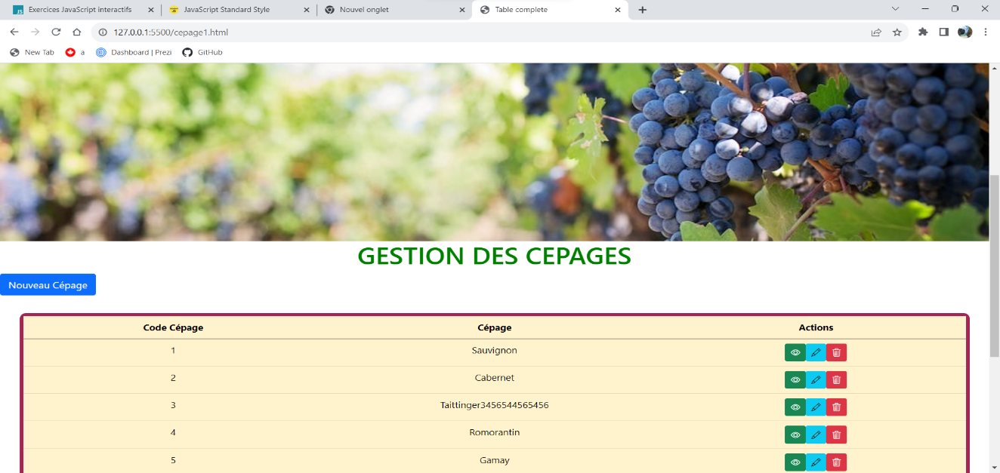 Exercices JavaScript interactifs
JavaScript Standard Style
Nouvel onglet
Table complete
127.0.0.1:5500/cepage1.html
New Tab
a
Dashboard | Prezi
GitHub
GESTION DES CEPAGES
Nouveau Cépage
Code Cépage Cépage Actions
1 Sauvignon
2 Cabernet
3 Taittinger3456544565456
4 Romorantin
5 Gamay